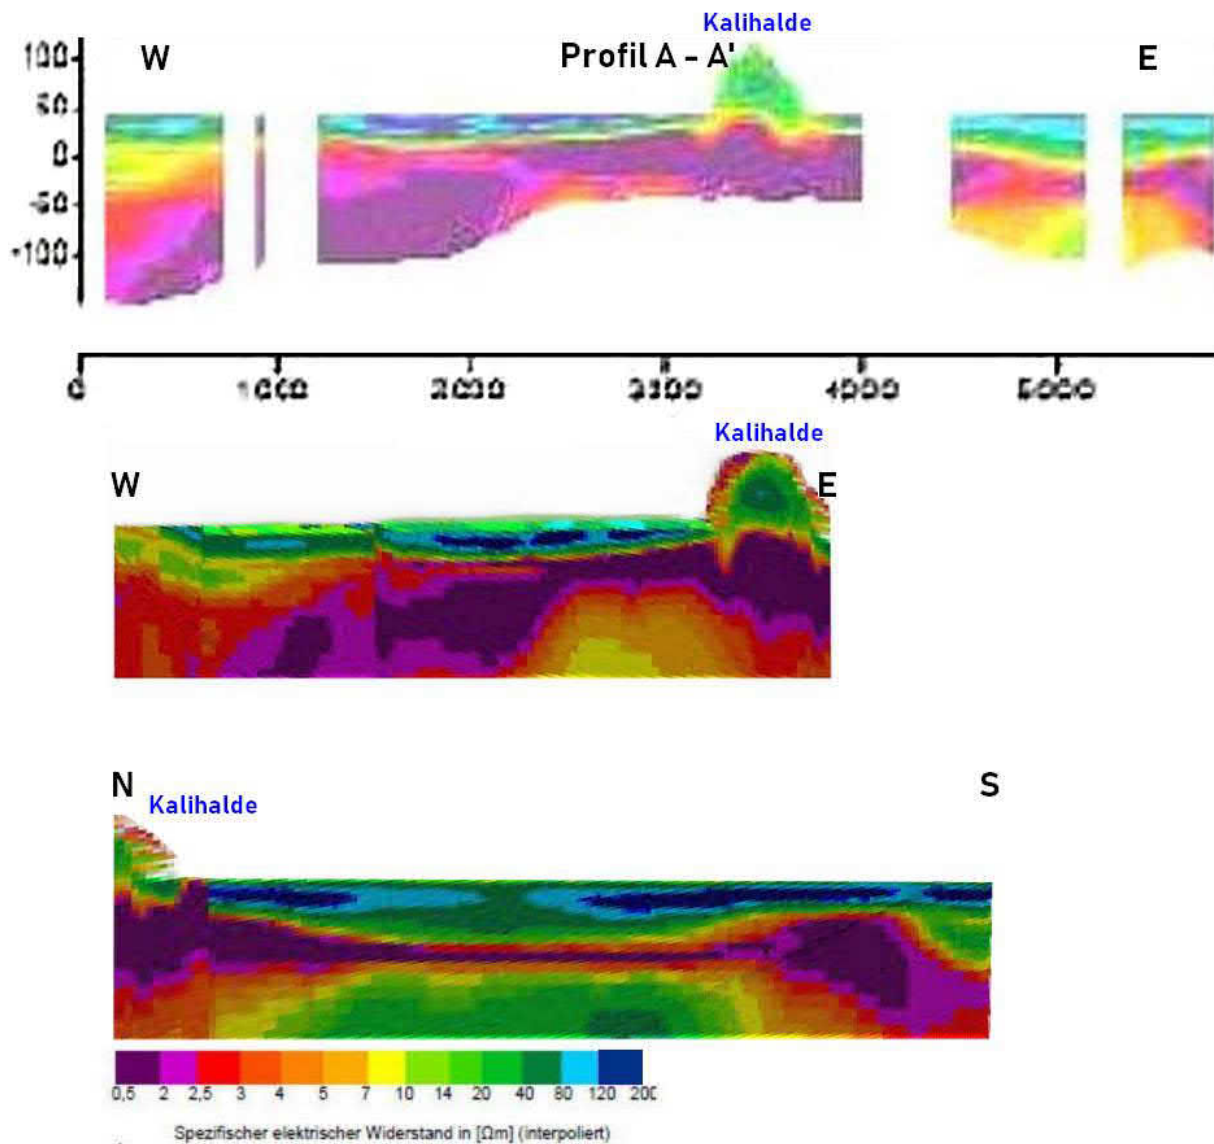 Kalihalde
100
W
Profil A - A'
E
50
0
-50
-100
0
1000
2000
3000
4000
5000
Kalihalde
W
E
N
S
Kalihalde
0,5 2 2,5 3 4 5 7 10 14 20 40 80 120 200
Spezifischer elektrischer Widerstand in [Ωm] (interpoliert)